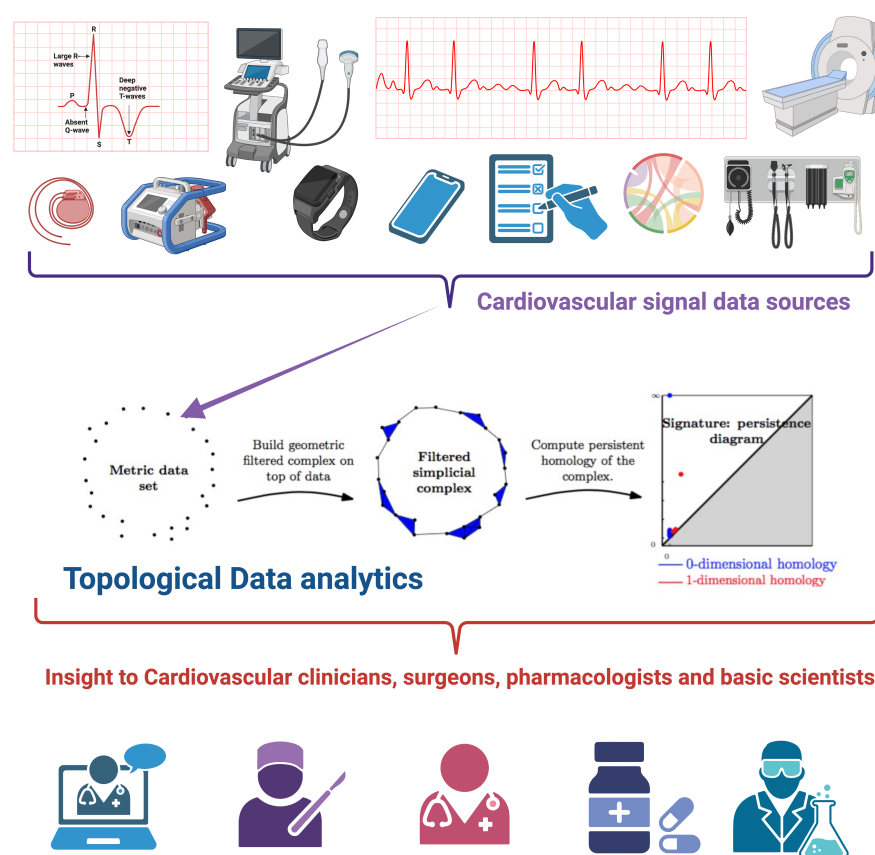 R
Large R-
waves
Deep
negative
T-waves
P
Absent
Q-wave
S
T
Cardiovascular signal data sources
Metric data
set
Build geometric
filtered complex on
top of data
Filtered
simplicial
complex
Compute persistent
homology of the
complex.
∞
Signature: persistence
diagram
0
0
0-dimensional homology
1-dimensional homology
Topological Data analytics
Insight to Cardiovascular clinicians, surgeons, pharmacologists and basic scientists